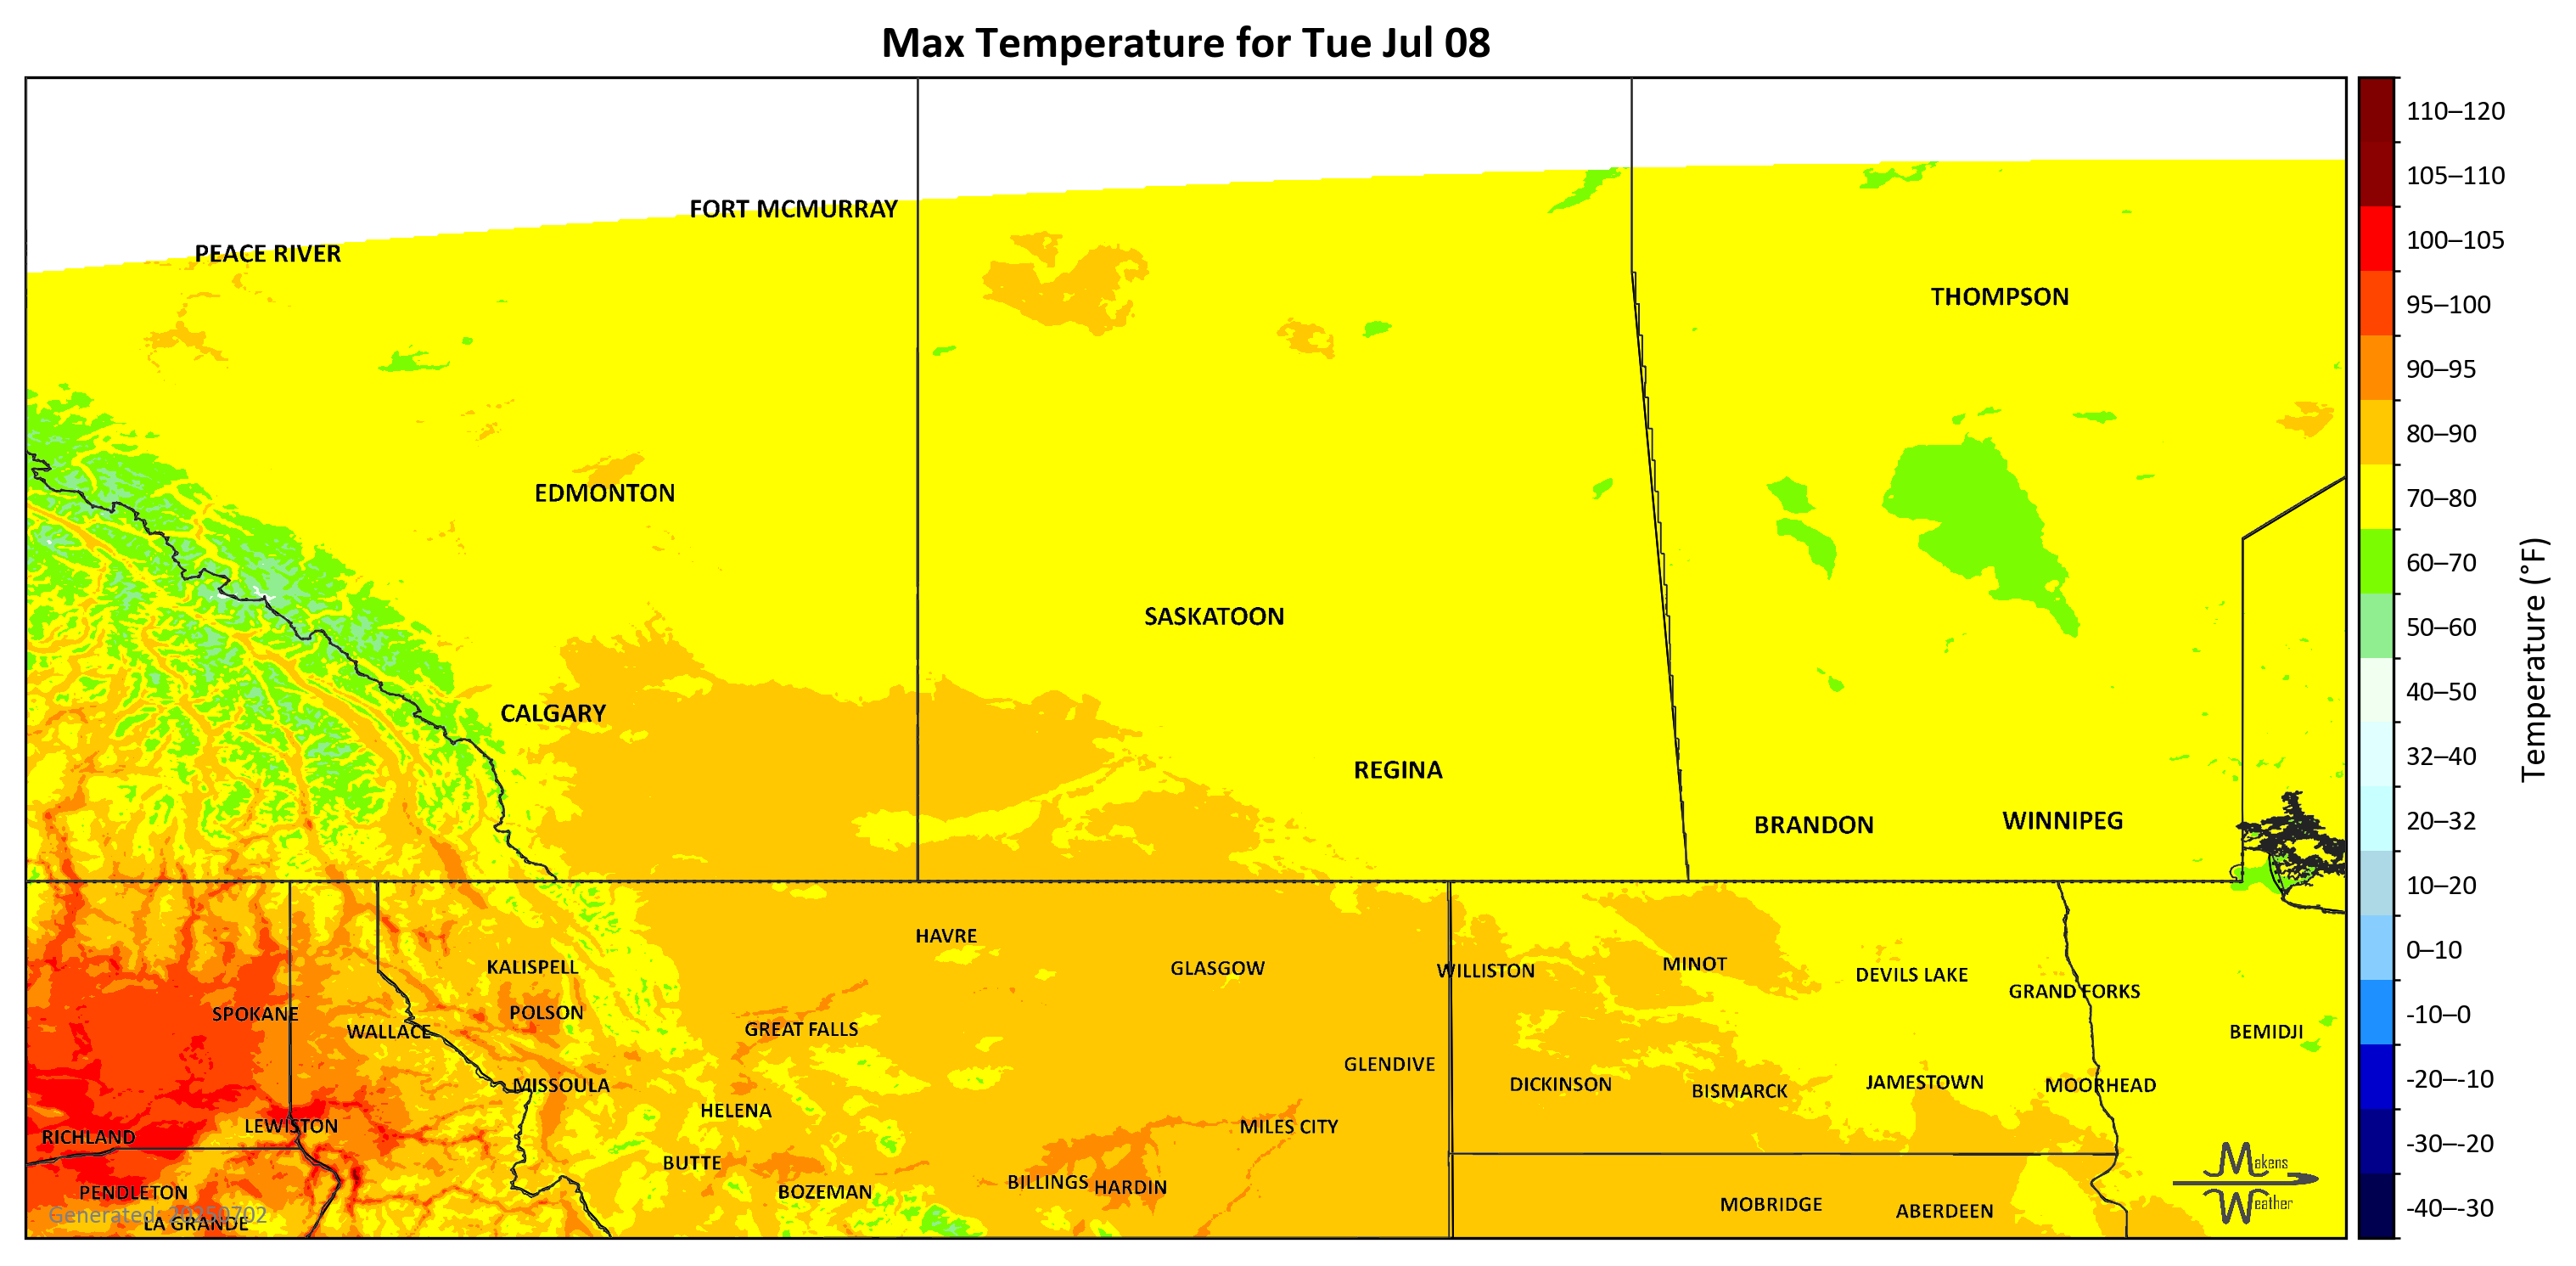 Max Temperature for Tue Jul 08
FORT MCMURRAY
PEACE RIVER
THOMPSON
EDMONTON
SASKATOON
CALGARY
REGINA
BRANDON
WINNIPEG
HAVRE
KALISPELL
GLASGOW
WILLISTON
MINOT
DEVILS LAKE
GRAND FORKS
SPOKANE
POLSON
WALLACE
GREAT FALLS
BEMIDJI
GLENDIVE
MISSOULA
DICKINSON
BISMARCK
JAMESTOWN
MOORHEAD
HELENA
LEWISTON
MILES CITY
RICHLAND
BUTTE
BILLINGS
HARDIN
PENDLETON
BOZEMAN
MOBRIDGE
ABERDEEN
Generated: 20250702
LA GRANDE
Makens
Weather
110–120
105–110
100–105
95–100
90–95
80–90
70–80
60–70
50–60
40–50
32–40
20–32
10–20
0–10
-10–0
-20–-10
-30–-20
-40–-30
Temperature (°F)